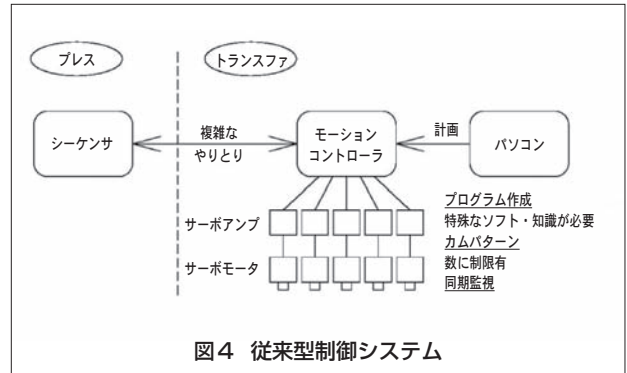 プレス
トランスファ
シーケンサ
複雑な
やりとり
モーション
コントローラ
計画
パソコン
サーボアンプ
サーボモータ
プログラム作成
特殊なソフト・知識が必要
カムパターン
数に制限有
同期監視
図4 従来型制御システム